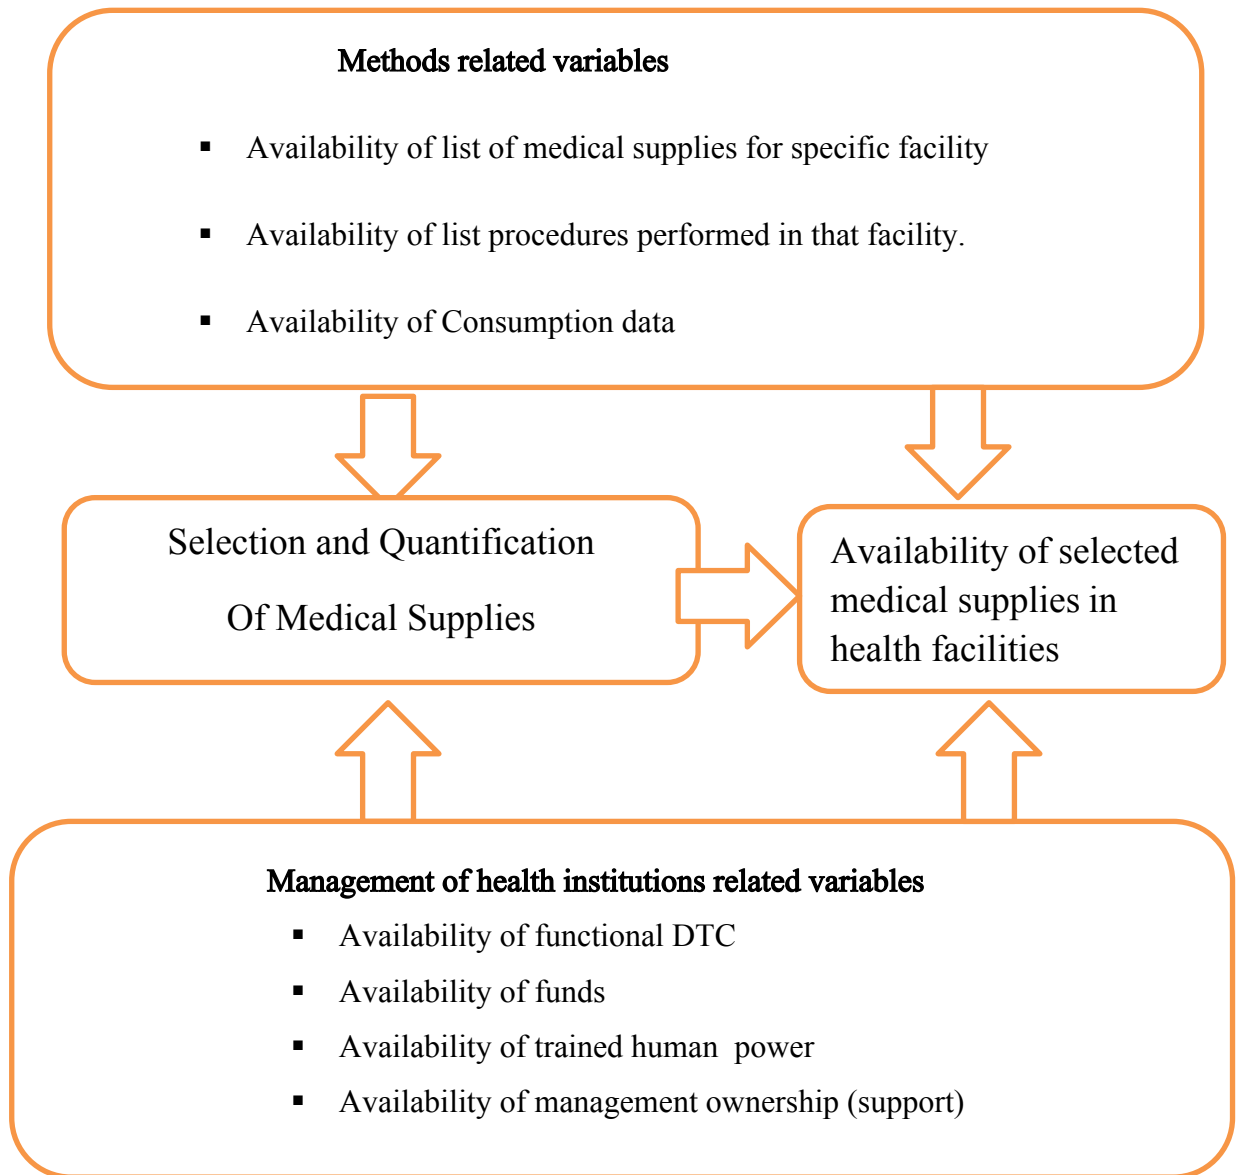 Methods related variables
▪ Availability of list of medical supplies for specific facility
▪ Availability of list procedures performed in that facility.
▪ Availability of Consumption data
Selection and Quantification
Of Medical Supplies
Availability of selected
medical supplies in
health facilities
Management of health institutions related variables
▪ Availability of functional DTC
▪ Availability of funds
▪ Availability of trained human  power
▪ Availability of management ownership (support)